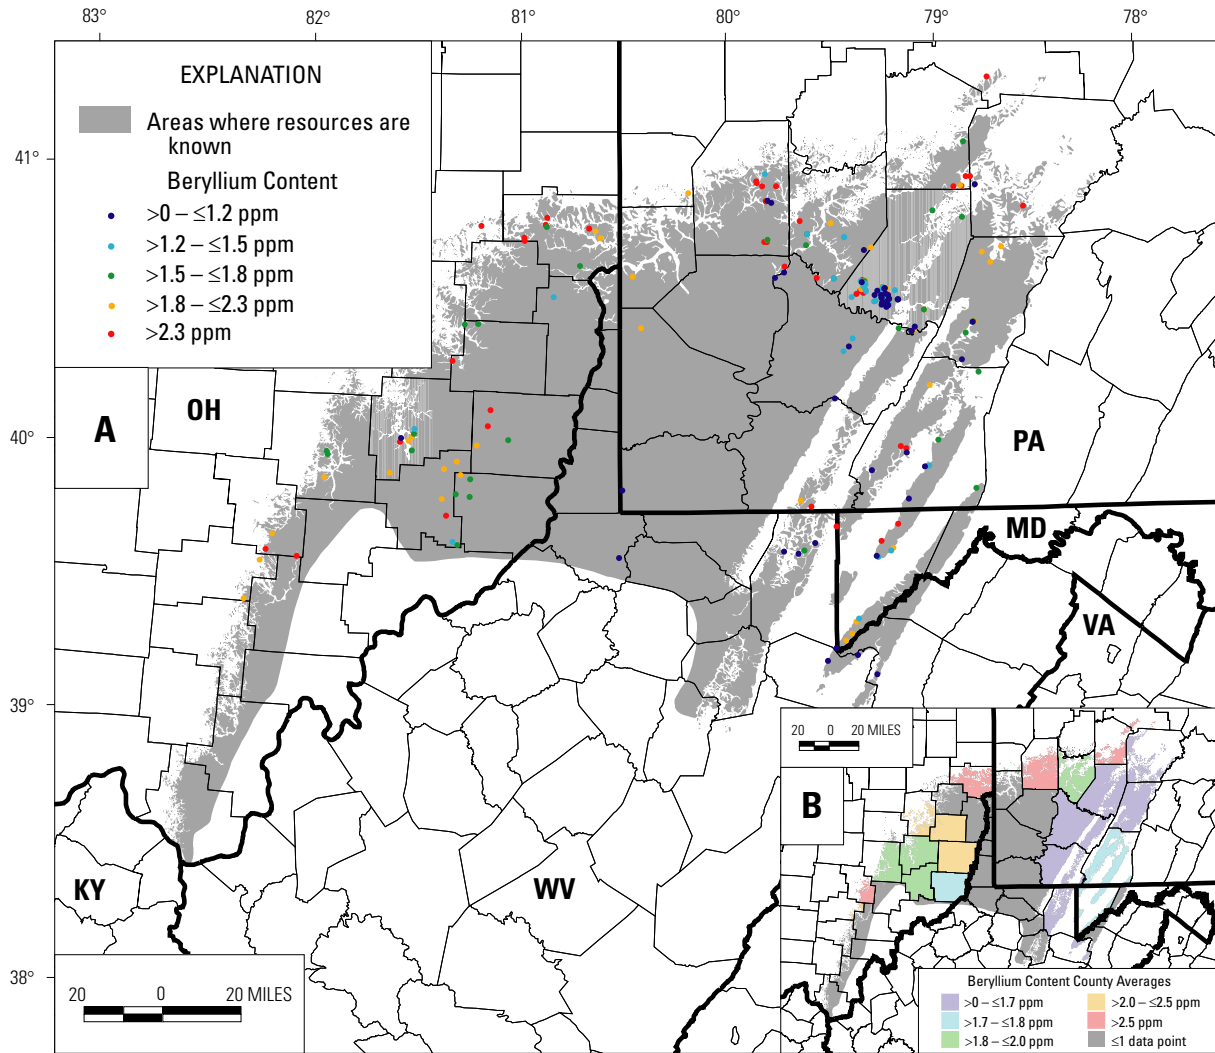 83°
82°
81°
80°
79°
78°
EXPLANATION
Areas where resources are
known
Beryllium Content
>0 – ≤1.2 ppm
>1.2 – ≤1.5 ppm
>1.5 – ≤1.8 ppm
>1.8 – ≤2.3 ppm
>2.3 ppm
41°
40°
39°
38°
A
OH
PA
MD
VA
WV
KY
20 0 20 MILES
20 0 20 MILES
B
Beryllium Content County Averages
>0 – ≤1.7 ppm
>1.7 – ≤1.8 ppm
>1.8 – ≤2.0 ppm
>2.0 – ≤2.5 ppm
>2.5 ppm
≤1 data point